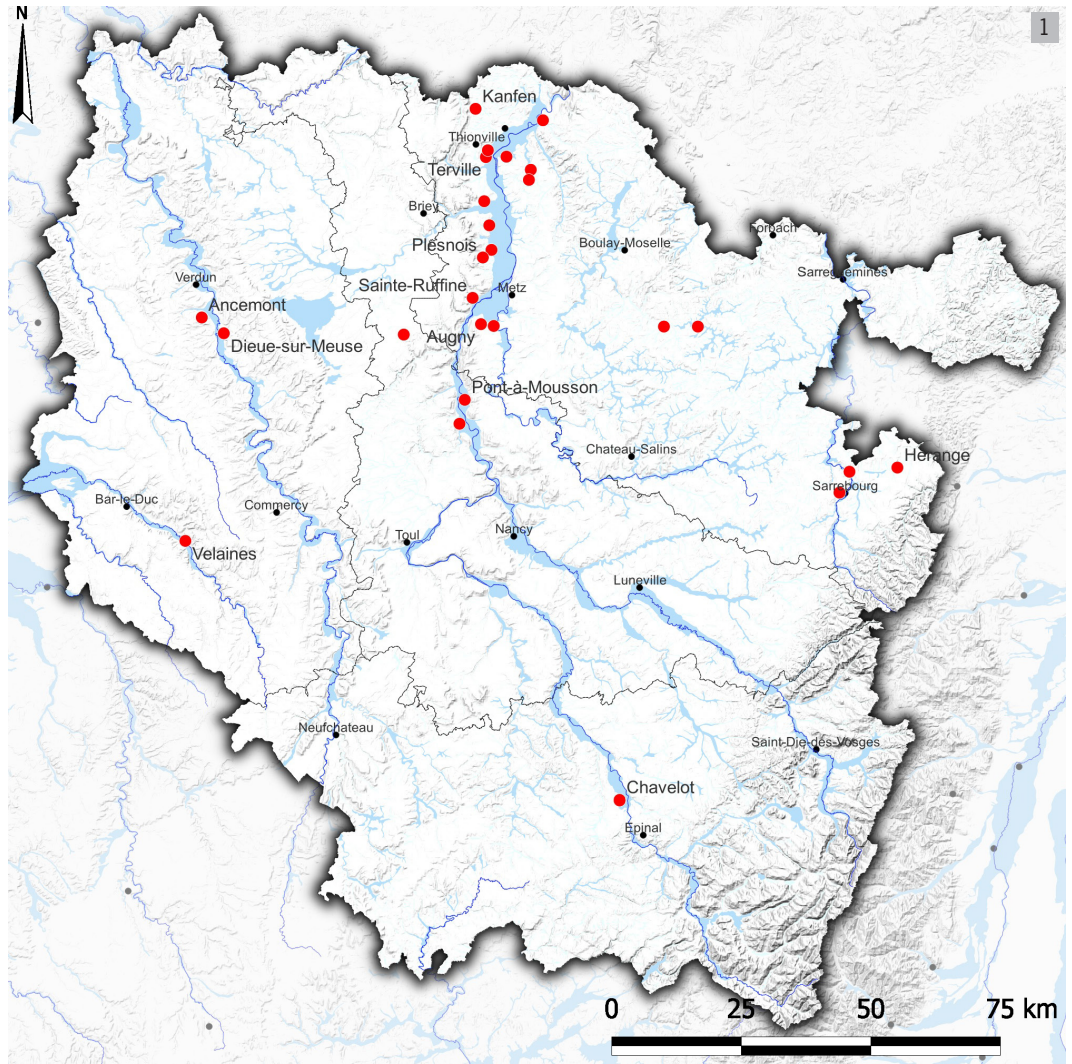 N
1
Kanfen
Thionville
Terville
Briey
Plesnois
Boulay-Moselle
Forbach
Sarreguemines
Verdun
Sainte-Ruffine
Metz
Ancemont
Augny
Dieue-sur-Meuse
Pont-à-Mousson
Chateau-Salins
Hérange
Sarrebourg
Bar-le-Duc
Commercy
Toul
Nancy
Velaines
Luneville
Neufchateau
Saint-Die-des-Vosges
Chavelot
Epinal
0 25 50 75 km